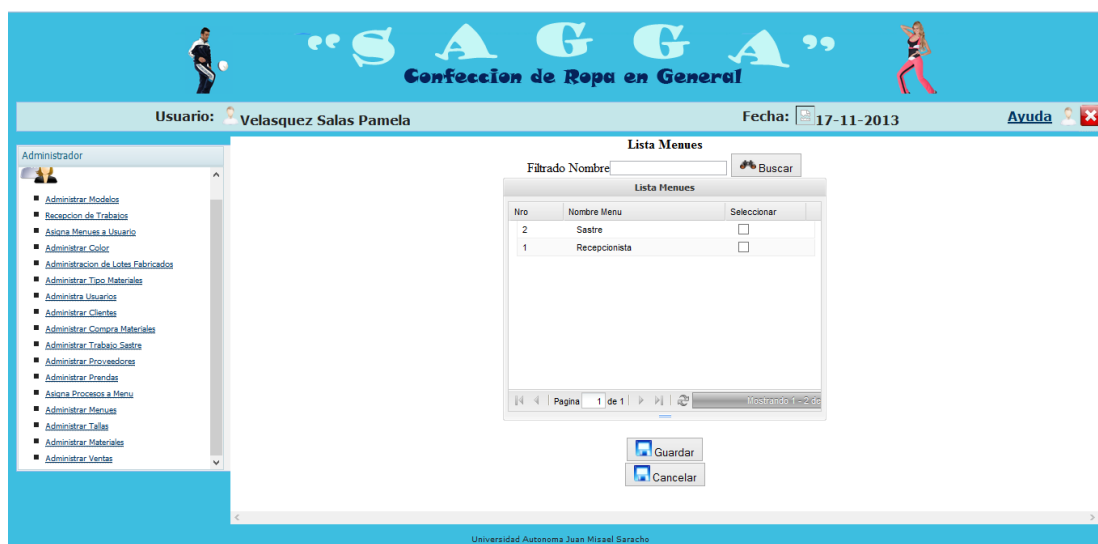 “S A G G A”
Confeccion de Ropa en General
Usuario: Velasquez Salas Pamela Fecha: 17-11-2013 Ayuda
Administrador
Administrar Modelos
Recepcion de Trabajos
Asigna Menues a Usuario
Administrar Color
Administracion de Lotes Fabricados
Administrar Tipo Materiales
Administra Usuarios
Administrar Clientes
Administrar Compra Materiales
Administrar Trabajo Sastre
Administrar Proveedores
Administrar Prendas
Asigna Procesos a Menu
Administrar Menues
Administrar Tallas
Administrar Materiales
Administrar Ventas
Lista Menues
Filtrado Nombre Buscar
Lista Menues
Nro Nombre Menu Seleccionar
2 Sastre
1 Recepcionista
Pagina 1 de 1 Mostrando 1 - 2 de
Guardar
Cancelar
Universidad Autonoma Juan Misael Saracho